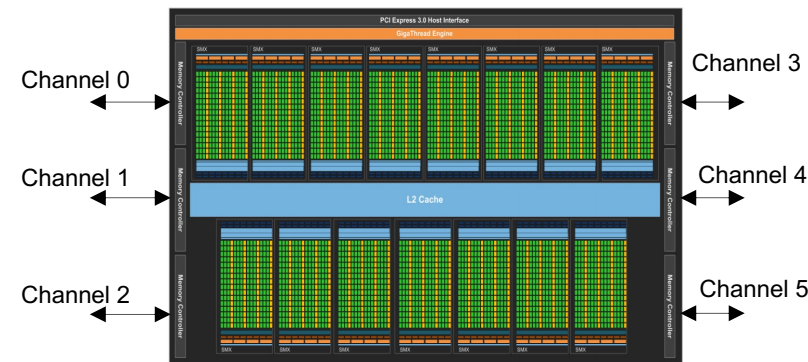 PCI Express 3.0 Host Interface
GigaThread Engine
SMX SMX SMX SMX SMX SMX SMX SMX
Channel 0
Memory Controller
Memory Controller
Channel 3
Channel 1
Memory Controller
L2 Cache
Memory Controller
Channel 4
Channel 2
Memory Controller
Memory Controller
Channel 5
SMX SMX SMX SMX SMX SMX SMX